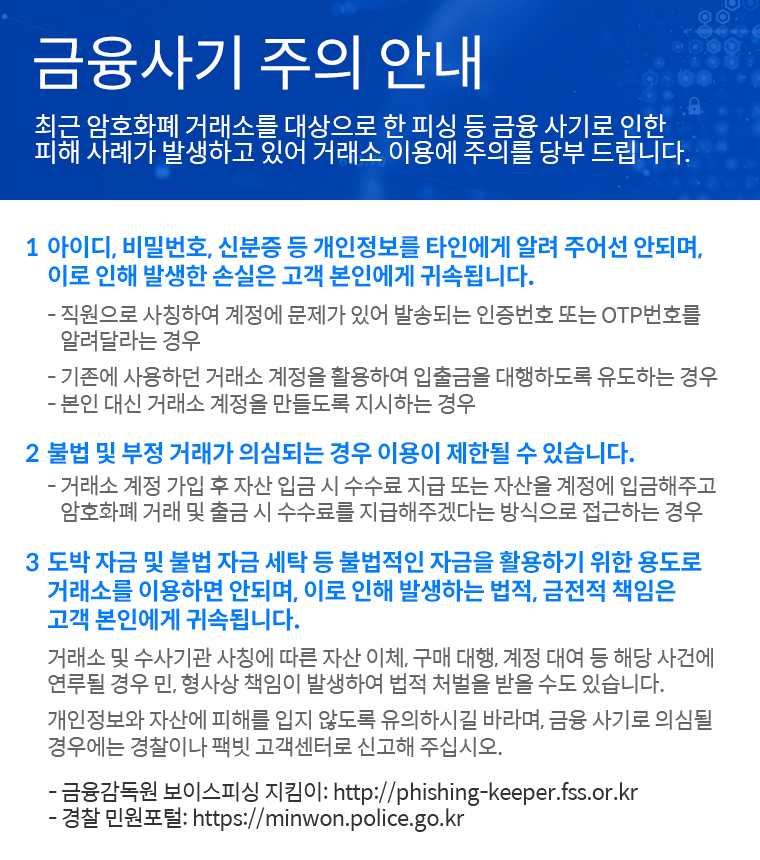 금융사기 주의 안내
최근 암호화폐 거래소를 대상으로 한 피싱 등 금융 사기로 인한
피해 사례가 발생하고 있어 거래소 이용에 주의를 당부 드립니다.
1 아이디, 비밀번호, 신분증 등 개인정보를 타인에게 알려 주어선 안되며,
이로 인해 발생한 손실은 고객 본인에게 귀속됩니다.
- 직원으로 사칭하여 계정에 문제가 있어 발송되는 인증번호 또는 OTP번호를
알려달라는 경우
- 기존에 사용하던 거래소 계정을 활용하여 입출금을 대행하도록 유도하는 경우
- 본인 대신 거래소 계정을 만들도록 지시하는 경우
2 불법 및 부정 거래가 의심되는 경우 이용이 제한될 수 있습니다.
- 거래소 계정 가입 후 자산 입금 시 수수료 지급 또는 자산을 계정에 입금해주고
암호화폐 거래 및 출금 시 수수료를 지급해주겠다는 방식으로 접근하는 경우
3 도박 자금 및 불법 자금 세탁 등 불법적인 자금을 활용하기 위한 용도로
거래소를 이용하면 안되며, 이로 인해 발생하는 법적, 금전적 책임은
고객 본인에게 귀속됩니다.
거래소 및 수사기관 사칭에 따른 자산 이체, 구매 대행, 계정 대여 등 해당 사건에
연루될 경우 민, 형사상 책임이 발생하여 법적 처벌을 받을 수도 있습니다.
개인정보와 자산에 피해를 입지 않도록 유의하시길 바라며, 금융 사기로 의심될
경우에는 경찰이나 팩빗 고객센터로 신고해 주십시오.
- 금융감독원 보이스피싱 지킴이: http://phishing-keeper.fss.or.kr
- 경찰 민원포털: https://minwon.police.go.kr